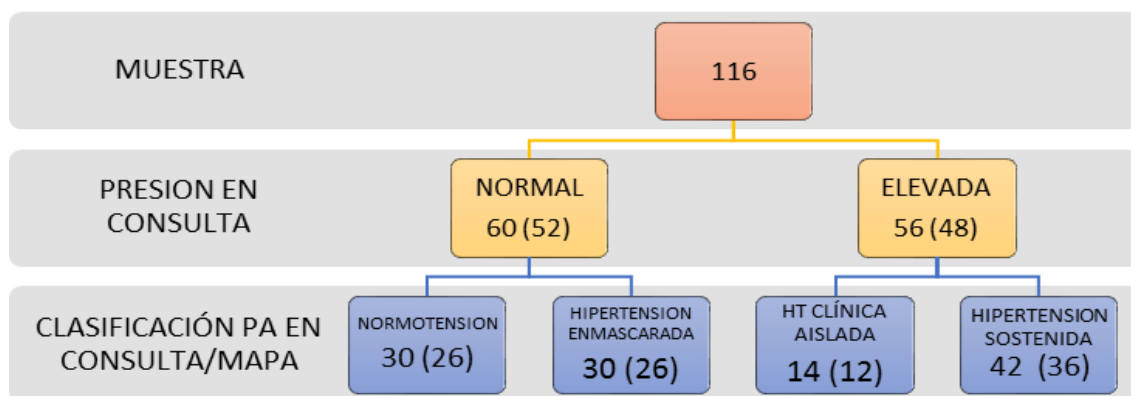 MUESTRA
116
PRESION EN
CONSULTA
NORMAL
60 (52)
ELEVADA
56 (48)
CLASIFICACIÓN PA EN
CONSULTA/MAPA
NORMOTENSION
30 (26)
HIPERTENSION
ENMASCARADA
30 (26)
HT CLÍNICA
AISLADA
14 (12)
HIPERTENSION
SOSTENIDA
42 (36)